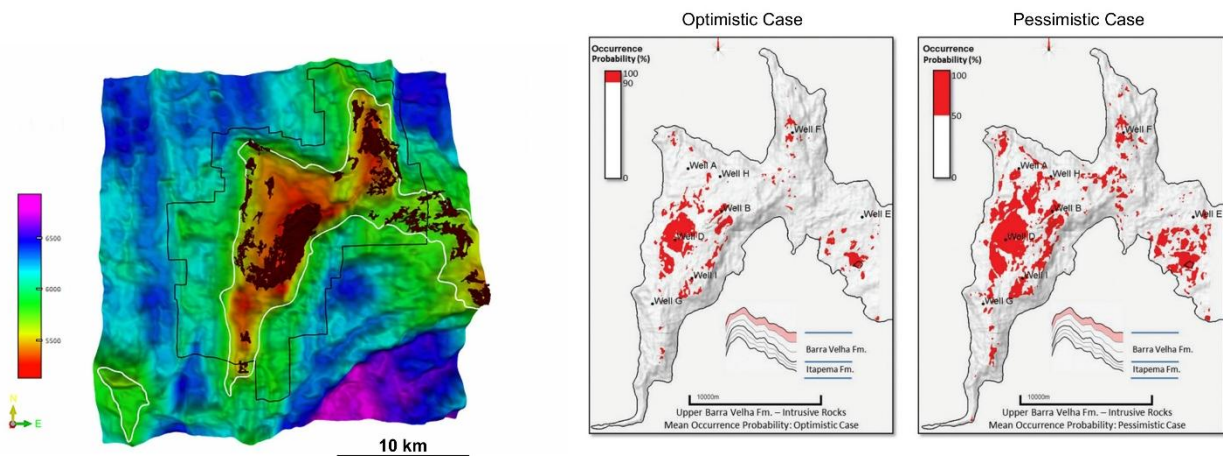 6500
6000
5500
N
E
10 km
Optimistic Case
Occurrence
Probability (%)
100
90
0
Well F
Well A
Well H
Well B
Well E
Well D
Well I
Well G
Barra Velha Fm.
Itapema Fm.
10000m
Upper Barra Velha Fm. – Intrusive Rocks
Mean Occurrence Probability: Optimistic Case
Pessimistic Case
Occurrence
Probability (%)
100
50
0
Well F
Well A
Well H
Well B
Well E
Well D
Well I
Well G
Barra Velha Fm.
Itapema Fm.
10000m
Upper Barra Velha Fm. – Intrusive Rocks
Mean Occurrence Probability: Pessimistic Case